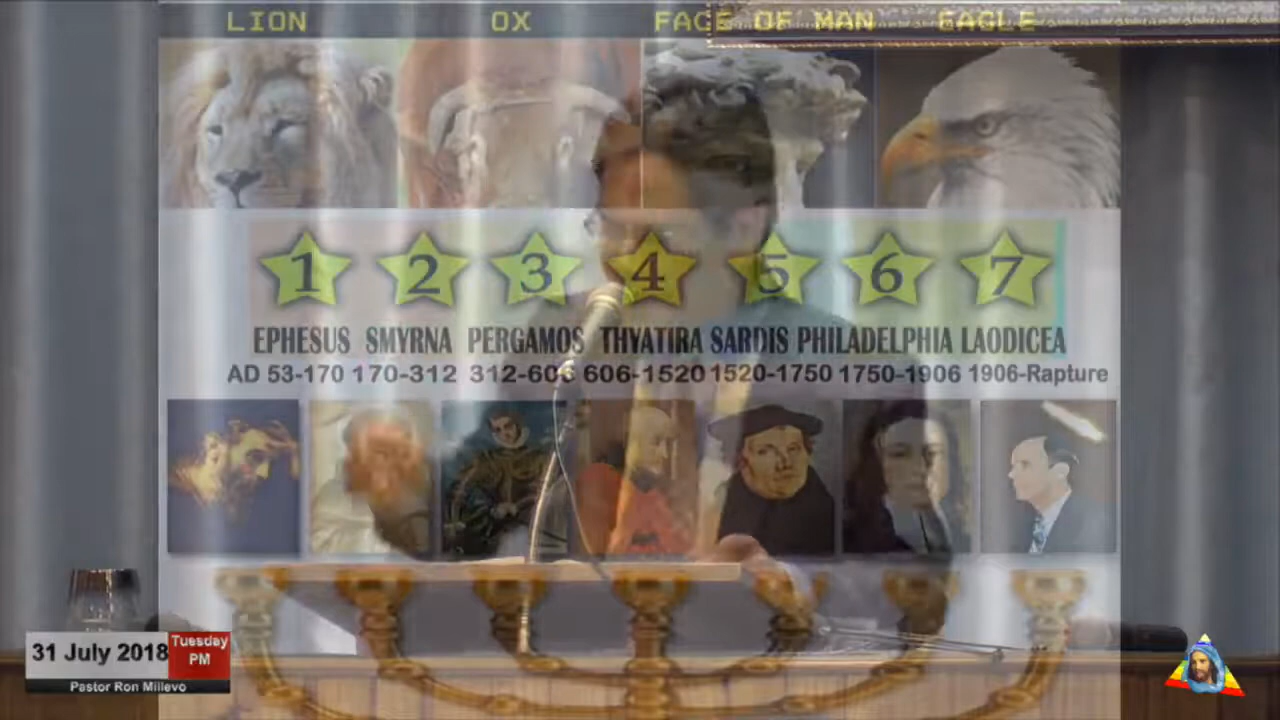 LION OX FACE OF MAN EAGLE
1 2 3 4 5 6 7
EPHESUS SMYRNA PERGAMOS THYATIRA SARDIS PHILADELPHIA LAODICEA
AD 53-170 170-312 312-606 606-1520 1520-1750 1750-1906 1906-Rapture
31 July 2018
Tuesday
PM
Pastor Ron Millevo